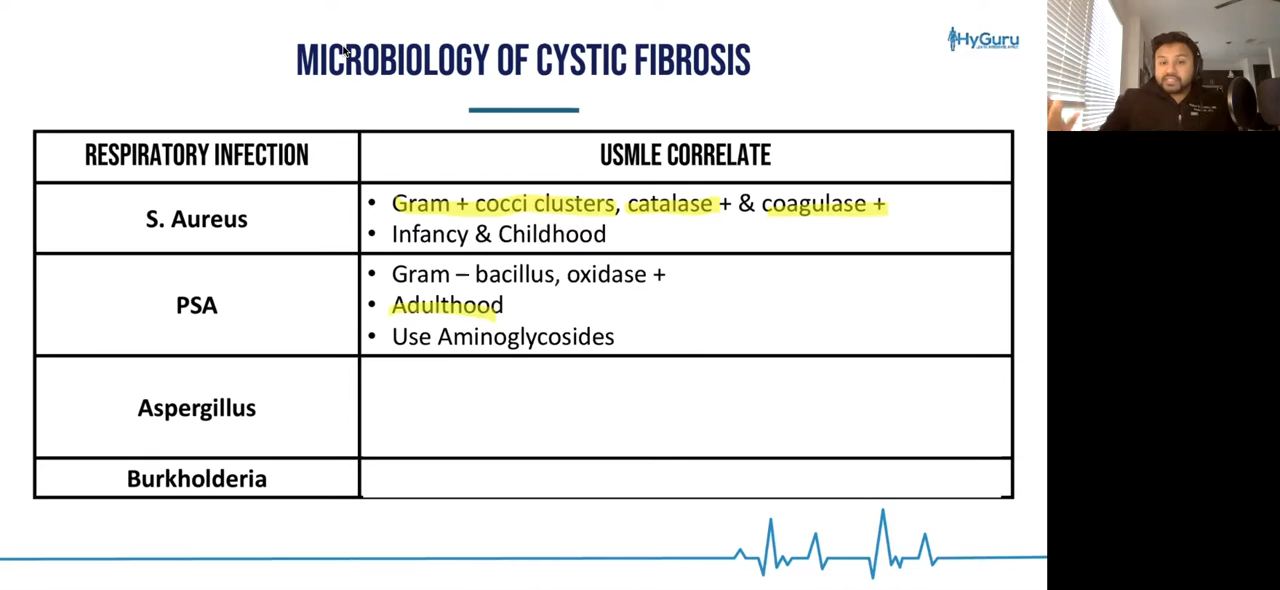 HyGuru
MICROBIOLOGY OF CYSTIC FIBROSIS
RESPIRATORY INFECTION
USMLE CORRELATE
S. Aureus
• Gram + cocci clusters, catalase + & coagulase +
• Infancy & Childhood
PSA
• Gram – bacillus, oxidase +
• Adulthood
• Use Aminoglycosides
Aspergillus
Burkholderia